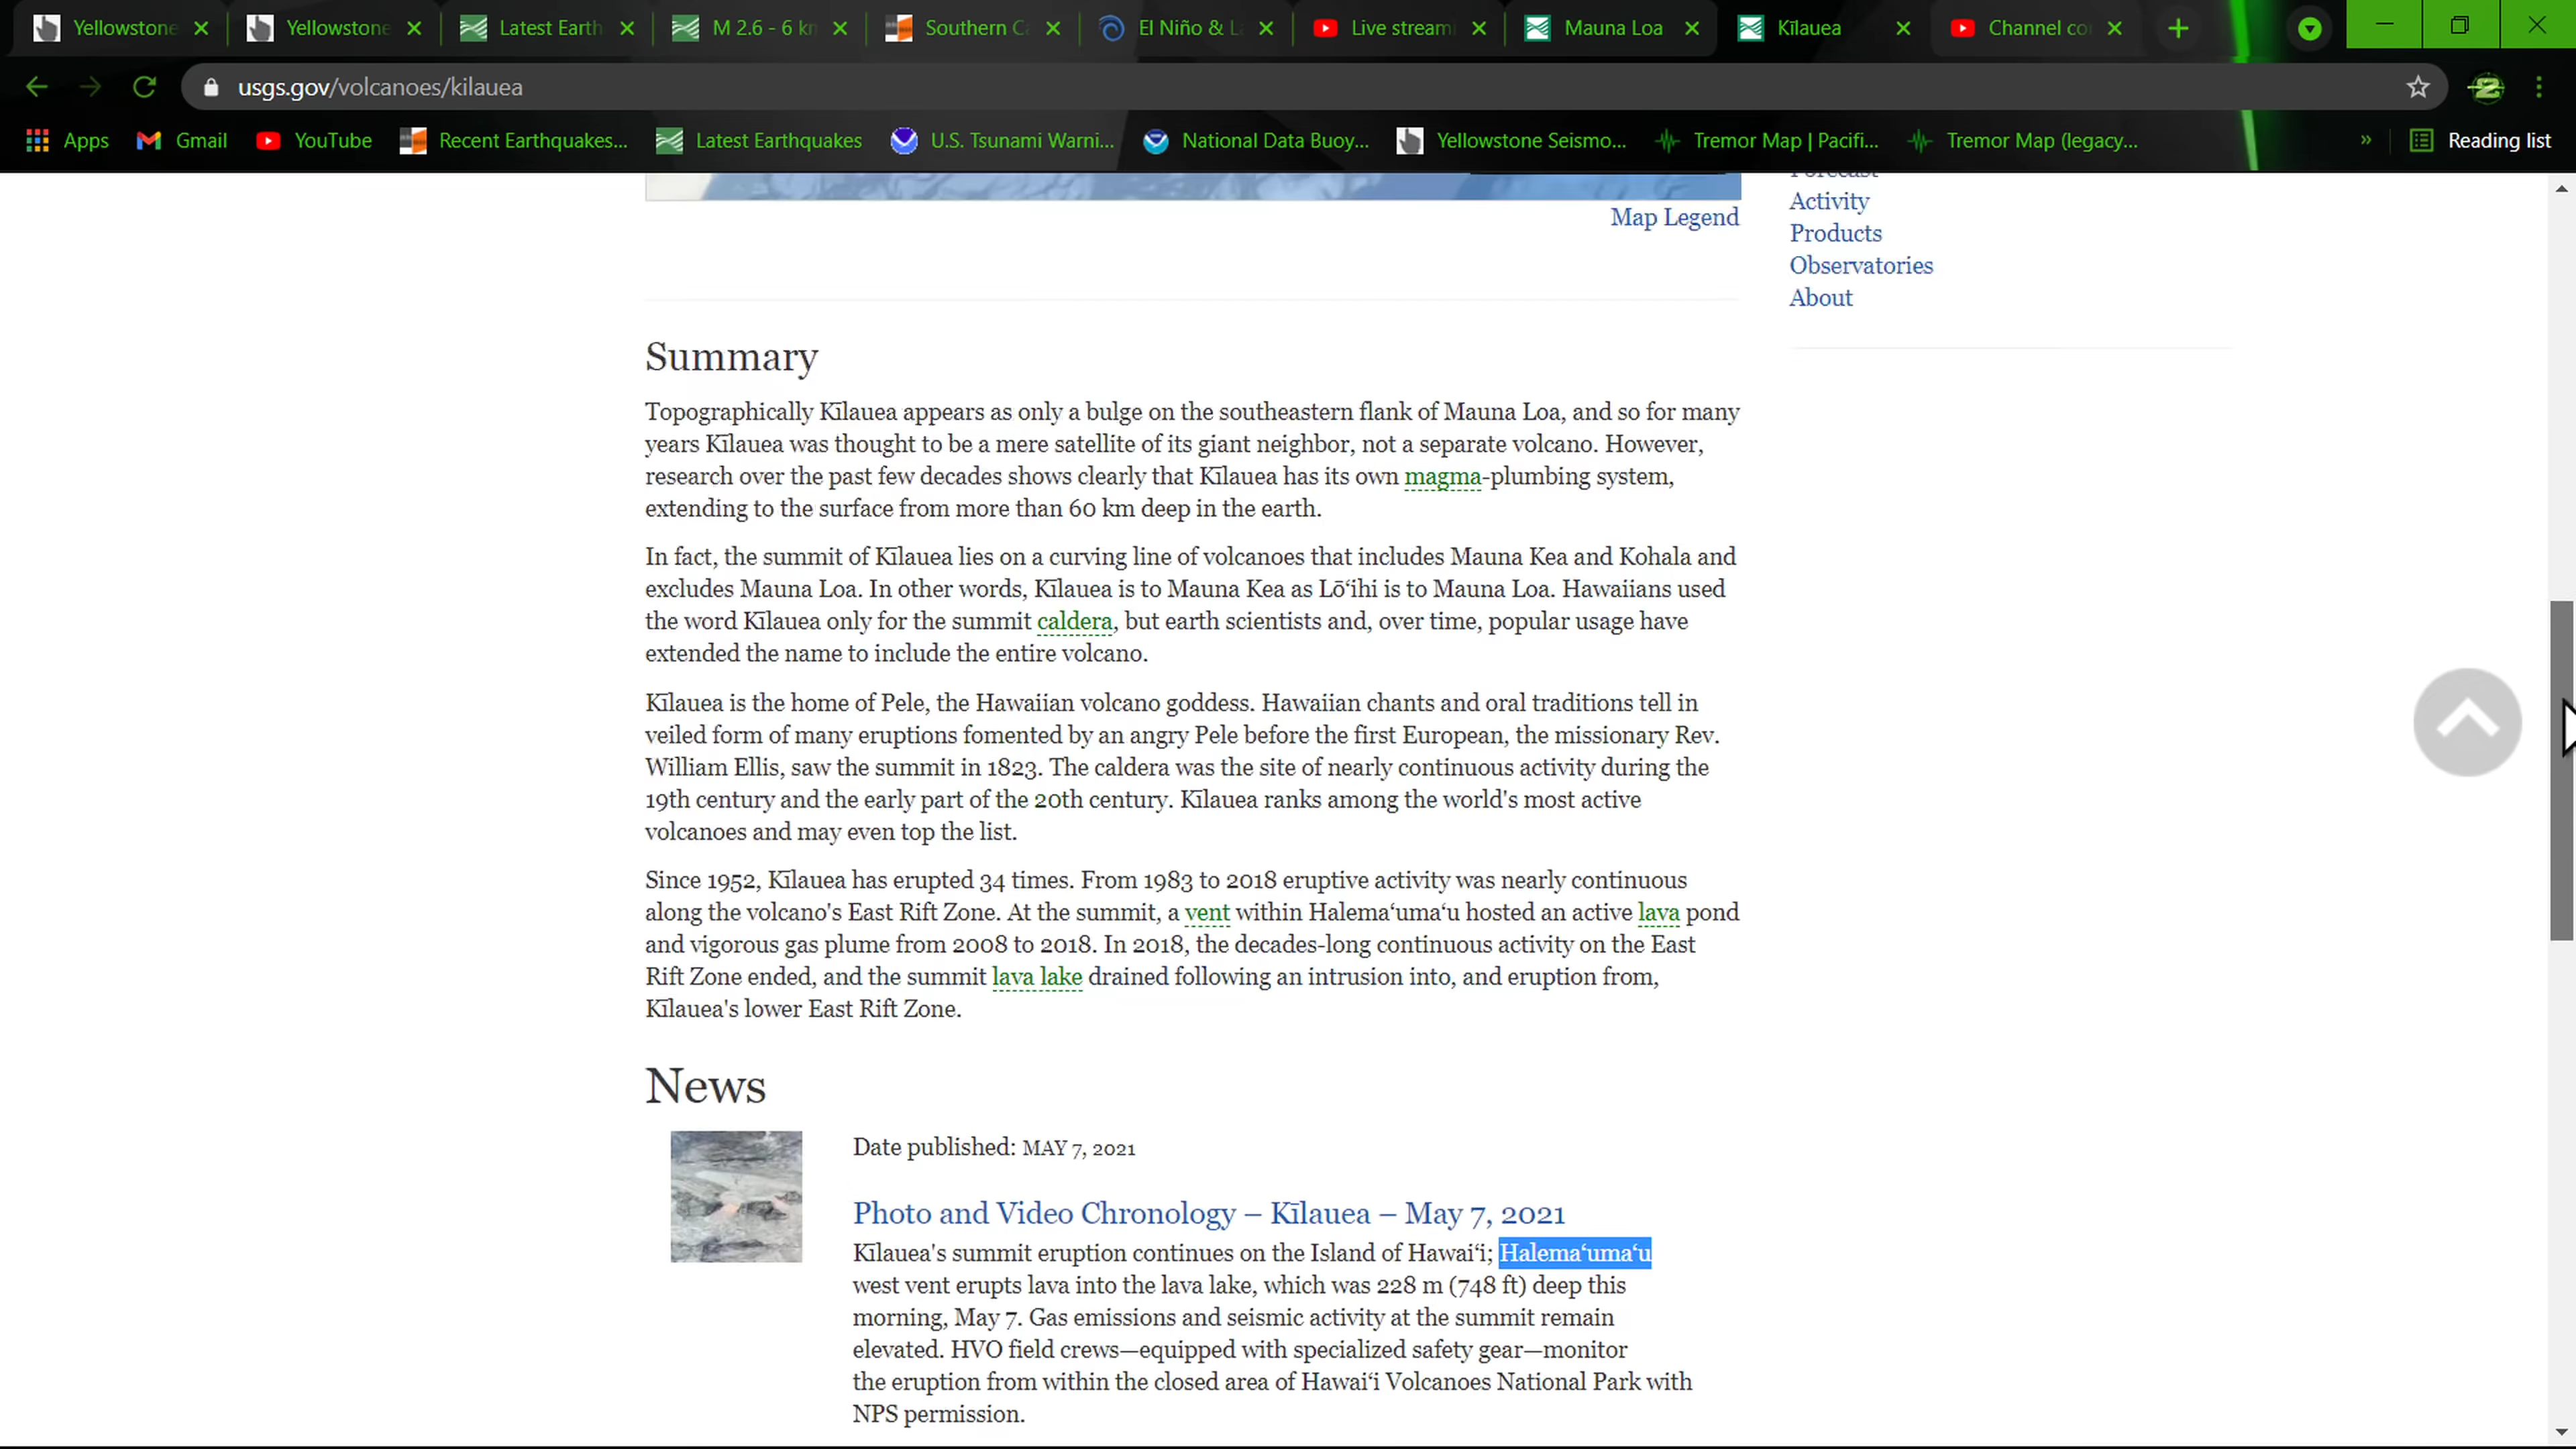 Yellowstone
Yellowstone
Latest Earth
M 2.6 - 6 k
Southern C
El Niño & L
Live stream
Mauna Loa
Kīlauea
Channel co
usgs.gov/volcanoes/kilauea
Apps
Gmail
YouTube
Recent Earthquakes...
Latest Earthquakes
U.S. Tsunami Warni...
National Data Buoy...
Yellowstone Seismo...
Tremor Map | Pacifi...
Tremor Map (legacy...
»
Reading list
Map Legend
Forecast
Activity
Products
Observatories
About
Summary
Topographically Kīlauea appears as only a bulge on the southeastern flank of Mauna Loa, and so for many
years Kīlauea was thought to be a mere satellite of its giant neighbor, not a separate volcano. However,
research over the past few decades shows clearly that Kīlauea has its own magma-plumbing system,
extending to the surface from more than 60 km deep in the earth.
In fact, the summit of Kīlauea lies on a curving line of volcanoes that includes Mauna Kea and Kohala and
excludes Mauna Loa. In other words, Kīlauea is to Mauna Kea as Lōʻihi is to Mauna Loa. Hawaiians used
the word Kīlauea only for the summit caldera, but earth scientists and, over time, popular usage have
extended the name to include the entire volcano.
Kīlauea is the home of Pele, the Hawaiian volcano goddess. Hawaiian chants and oral traditions tell in
veiled form of many eruptions fomented by an angry Pele before the first European, the missionary Rev.
William Ellis, saw the summit in 1823. The caldera was the site of nearly continuous activity during the
19th century and the early part of the 20th century. Kīlauea ranks among the world's most active
volcanoes and may even top the list.
Since 1952, Kīlauea has erupted 34 times. From 1983 to 2018 eruptive activity was nearly continuous
along the volcano's East Rift Zone. At the summit, a vent within Halemaʻumaʻu hosted an active lava pond
and vigorous gas plume from 2008 to 2018. In 2018, the decades-long continuous activity on the East
Rift Zone ended, and the summit lava lake drained following an intrusion into, and eruption from,
Kīlauea's lower East Rift Zone.
News
Date published: MAY 7, 2021
Photo and Video Chronology – Kīlauea – May 7, 2021
Kīlauea's summit eruption continues on the Island of Hawaiʻi; Halemaʻumaʻu
west vent erupts lava into the lava lake, which was 228 m (748 ft) deep this
morning, May 7. Gas emissions and seismic activity at the summit remain
elevated. HVO field crews—equipped with specialized safety gear—monitor
the eruption from within the closed area of Hawaiʻi Volcanoes National Park with
NPS permission.